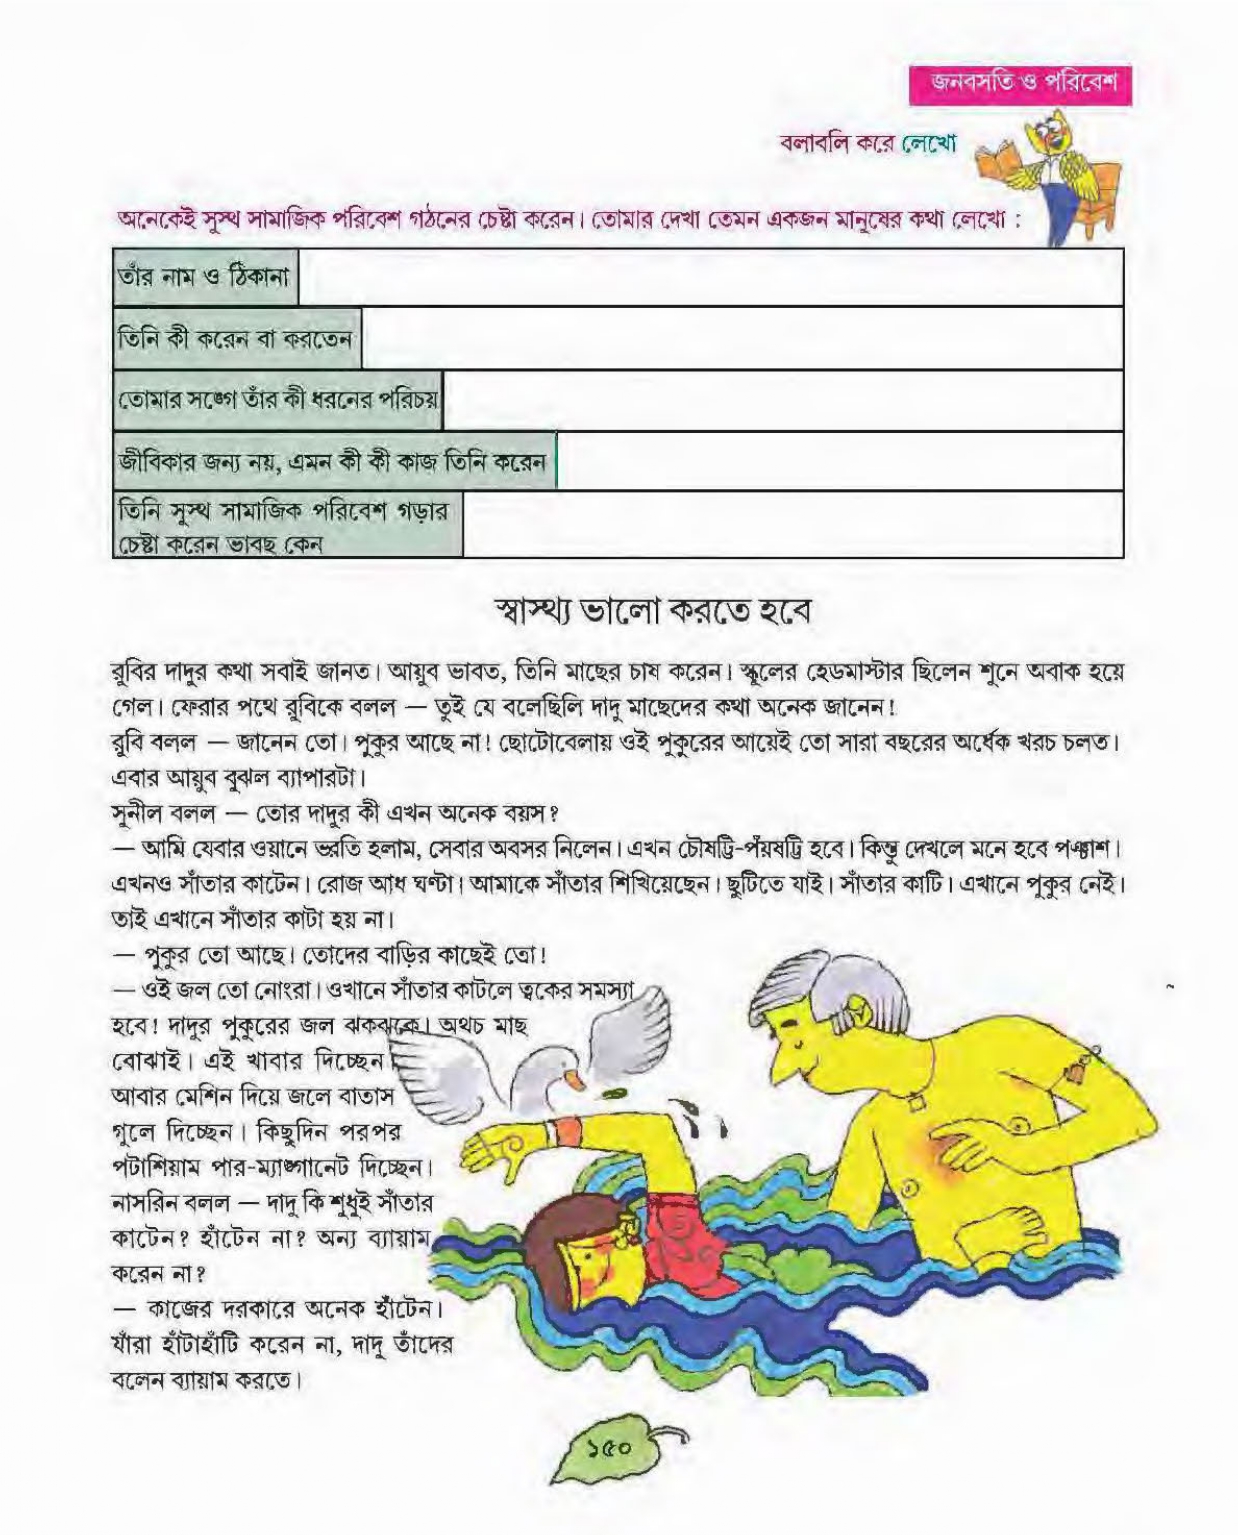 জনবসতি ও পরিবেশ
বলাবলি করে লেখো
অনেকেই সুস্থ সামাজিক পরিবেশ গঠনের চেষ্টা করেন। তোমার দেখা তেমন একজন মানুষের কথা লেখো :
তাঁর নাম ও ঠিকানা
তিনি কী করেন বা করতেন
তোমার সঙ্গে তাঁর কী ধরনের পরিচয়
জীবিকার জন্য নয়, এমন কী কী কাজ তিনি করেন
তিনি সুস্থ সামাজিক পরিবেশ গড়ার
চেষ্টা করেন ভাবছ কেন
স্বাস্থ্য ভালো করতে হবে
রুবির দাদুর কথা সবাই জানত। আয়ুব ভাবত, তিনি মাছের চাষ করেন। স্কুলের হেডমাস্টার ছিলেন শুনে অবাক হয়ে
গেল। ফেরার পথে রুবিকে বলল — তুই যে বলেছিলি দাদু মাছেদের কথা অনেক জানেন!
রুবি বলল — জানেন তো। পুকুর আছে না! ছোটোবেলায় ওই পুকুরের আয়েই তো সারা বছরের অর্ধেক খরচ চলত।
এবার আয়ুব বুঝল ব্যাপারটা।
সুনীল বলল — তোর দাদুর কী এখন অনেক বয়স?
— আমি যেবার ওয়ানে ভরতি হলাম, সেবার অবসর নিলেন। এখন চৌষট্টি-পঁয়ষট্টি হবে। কিন্তু দেখলে মনে হবে পঞ্চাশ।
এখনও সাঁতার কাটেন। রোজ আধ ঘণ্টা। আমাকে সাঁতার শিখিয়েছেন। ছুটিতে যাই। সাঁতার কাটি। এখানে পুকুর নেই।
তাই এখানে সাঁতার কাটা হয় না।
— পুকুর তো আছে। তোদের বাড়ির কাছেই তো!
— ওই জল তো নোংরা। ওখানে সাঁতার কাটলে ত্বকের সমস্যা
হবে! দাদুর পুকুরের জল ঝকঝকে। অথচ মাছ
বোঝাই। এই খাবার দিচ্ছেন।
আবার মেশিন দিয়ে জলে বাতাস
গুলে দিচ্ছেন। কিছুদিন পরপর
পটাশিয়াম পার-ম্যাঙ্গানেট দিচ্ছেন।
নাসরিন বলল — দাদু কি শুধুই সাঁতার
কাটেন? হাঁটেন না? অন্য ব্যায়াম
করেন না?
— কাজের দরকারে অনেক হাঁটেন।
যাঁরা হাঁটাহাঁটি করেন না, দাদু তাঁদের
বলেন ব্যায়াম করতে।
১৫০